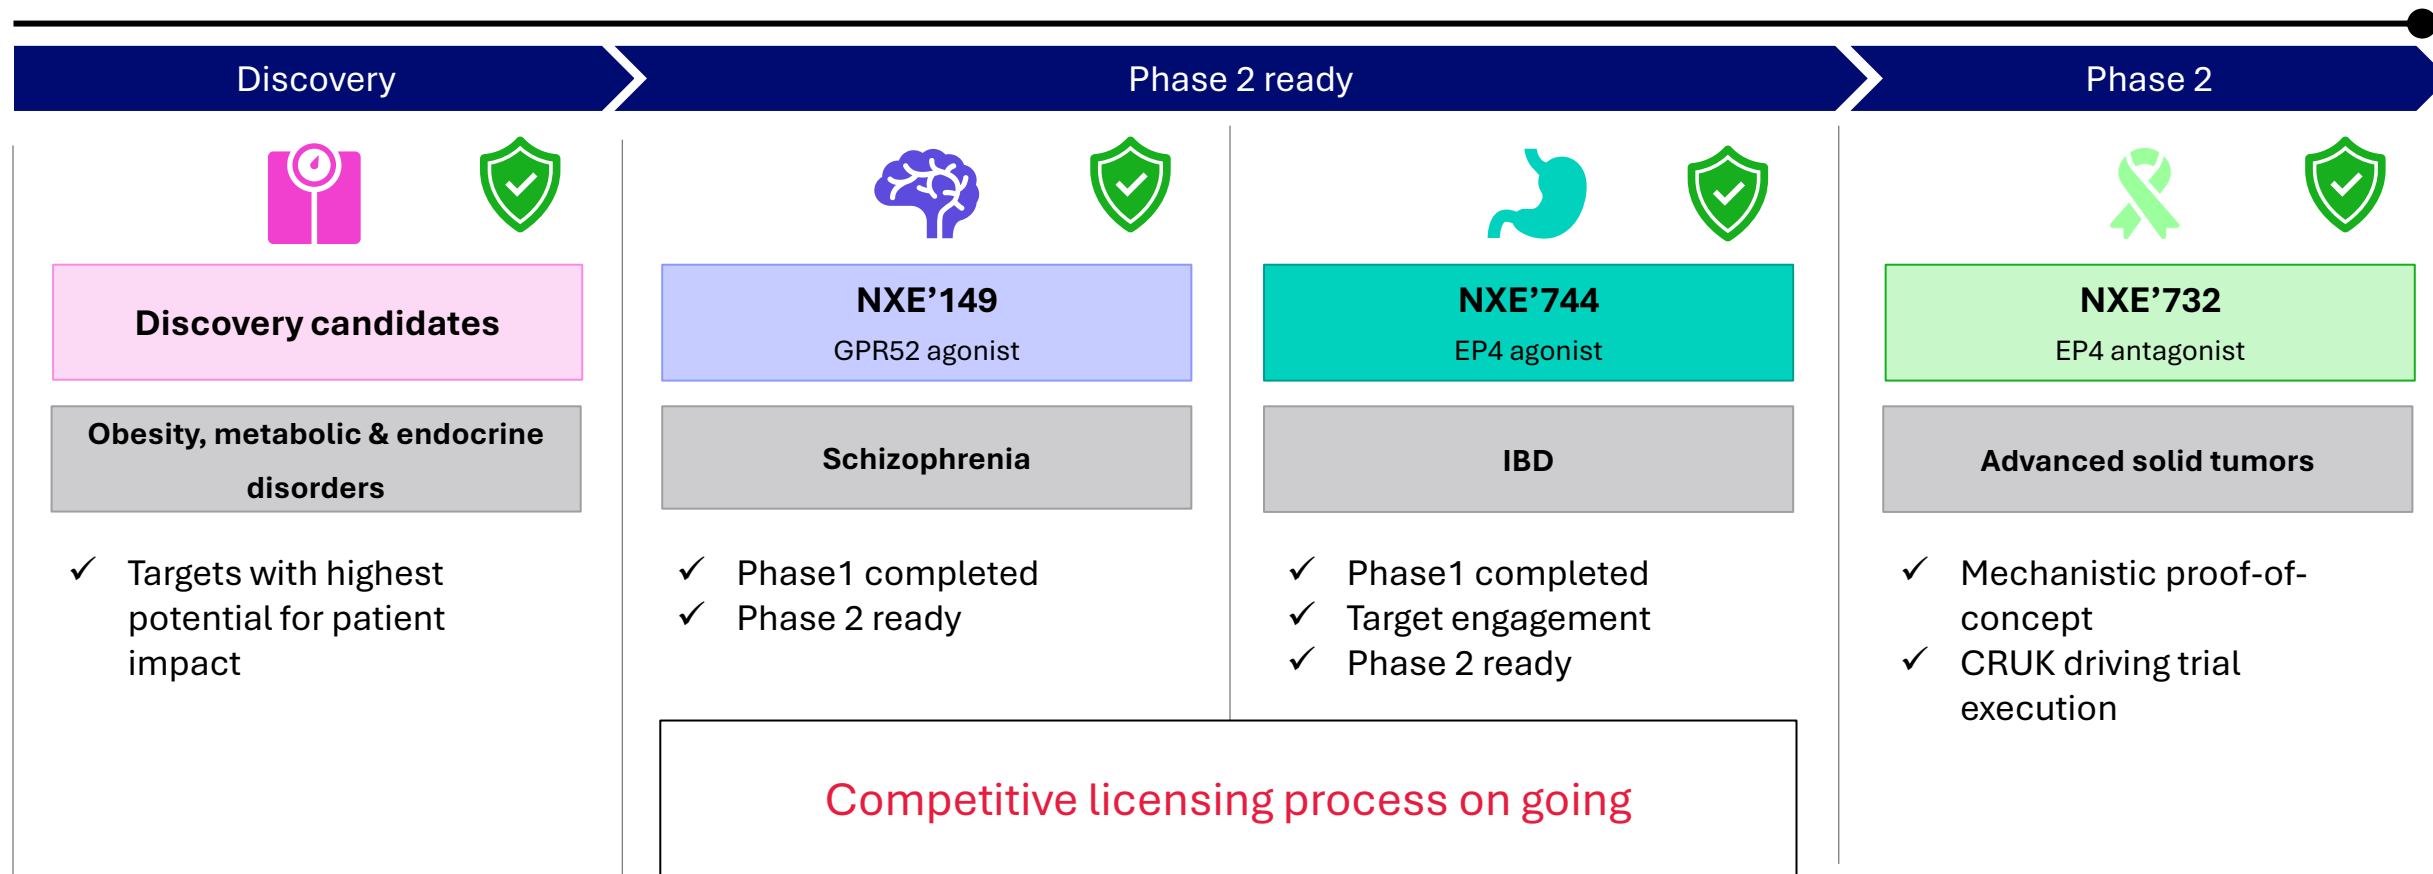 Discovery
Phase 2 ready
Phase 2
Discovery candidates
Obesity, metabolic & endocrine
disorders
✓ Targets with highest
potential for patient
impact
NXE’149
GPR52 agonist
Schizophrenia
✓ Phase1 completed
✓ Phase 2 ready
NXE’744
EP4 agonist
IBD
✓ Phase1 completed
✓ Target engagement
✓ Phase 2 ready
Competitive licensing process on going
NXE’732
EP4 antagonist
Advanced solid tumors
✓ Mechanistic proof-of-
concept
✓ CRUK driving trial
execution